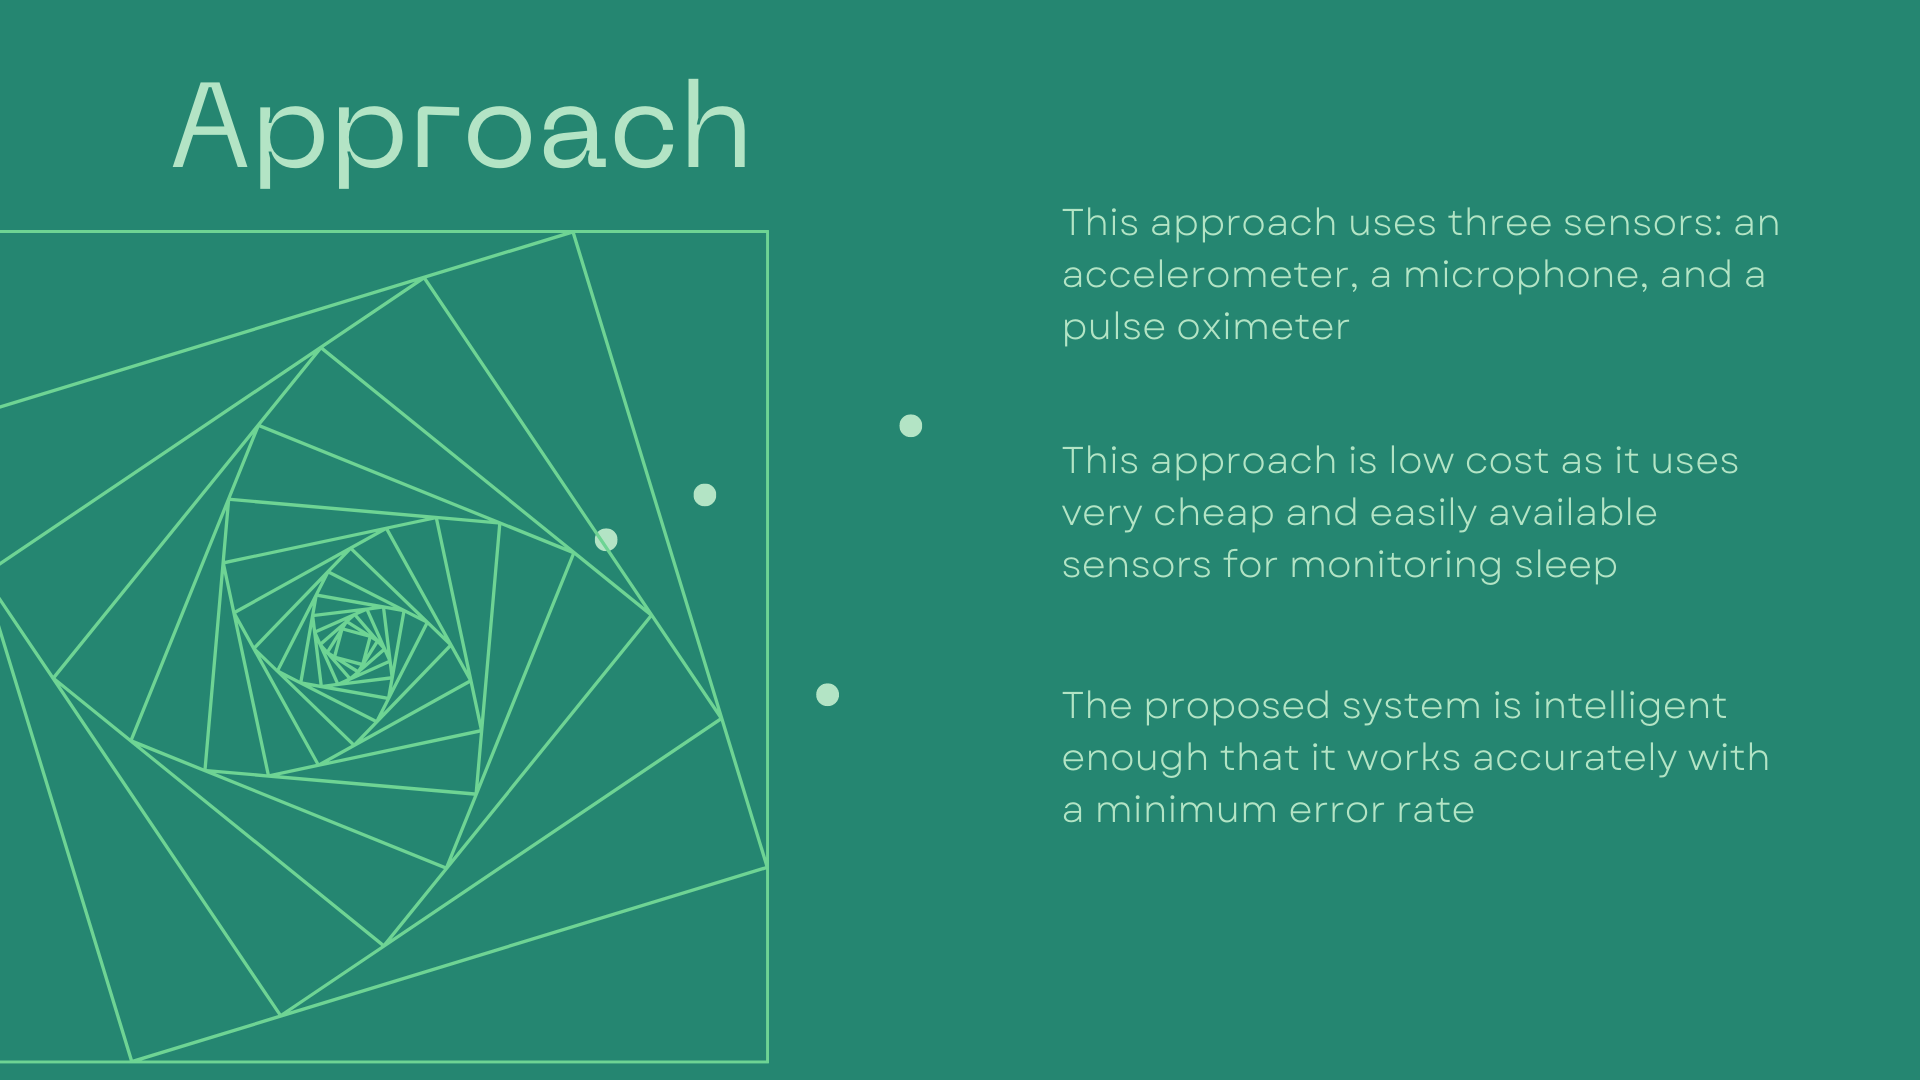 Approach
This approach uses three sensors: an
accelerometer, a microphone, and a
pulse oximeter
This approach is low cost as it uses
very cheap and easily available
sensors for monitoring sleep
The proposed system is intelligent
enough that it works accurately with
a minimum error rate